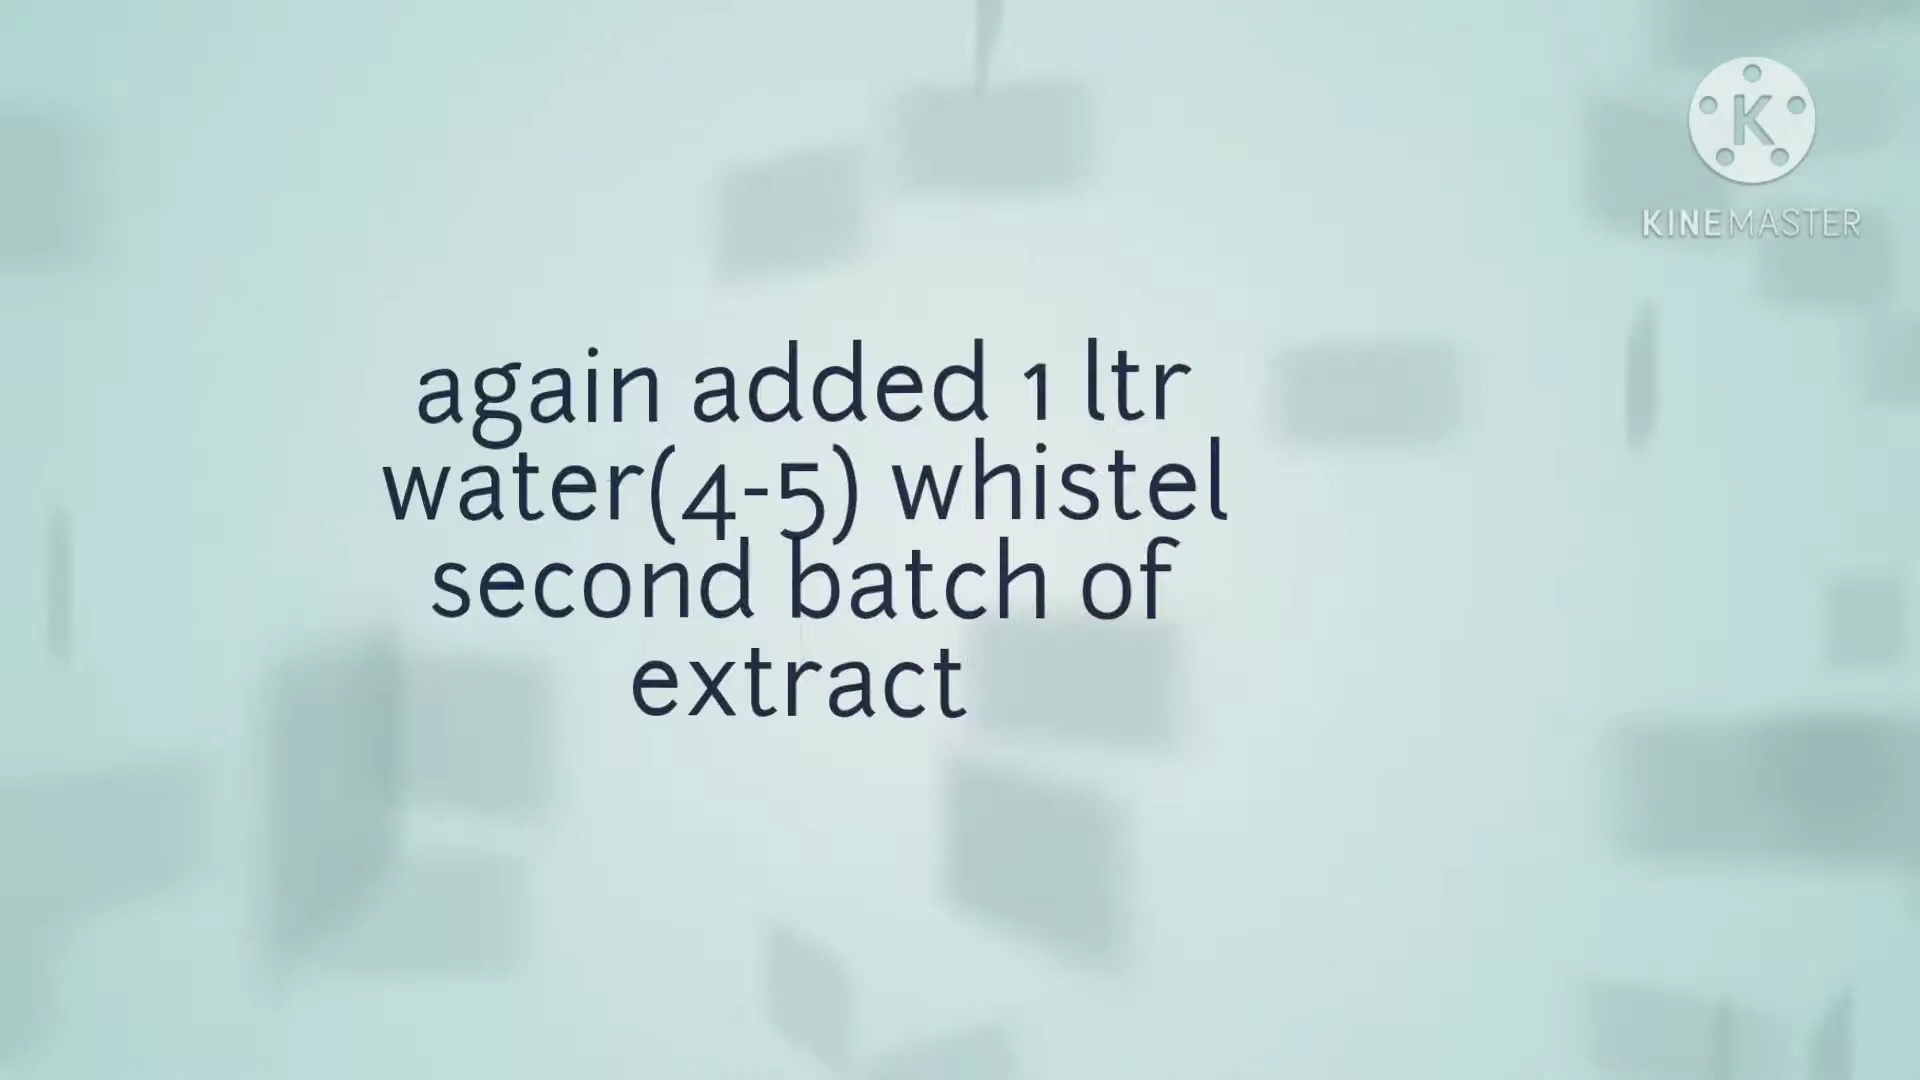 K
KINEMASTER
again added 1 ltr
water(4-5) whistel
second batch of
extract